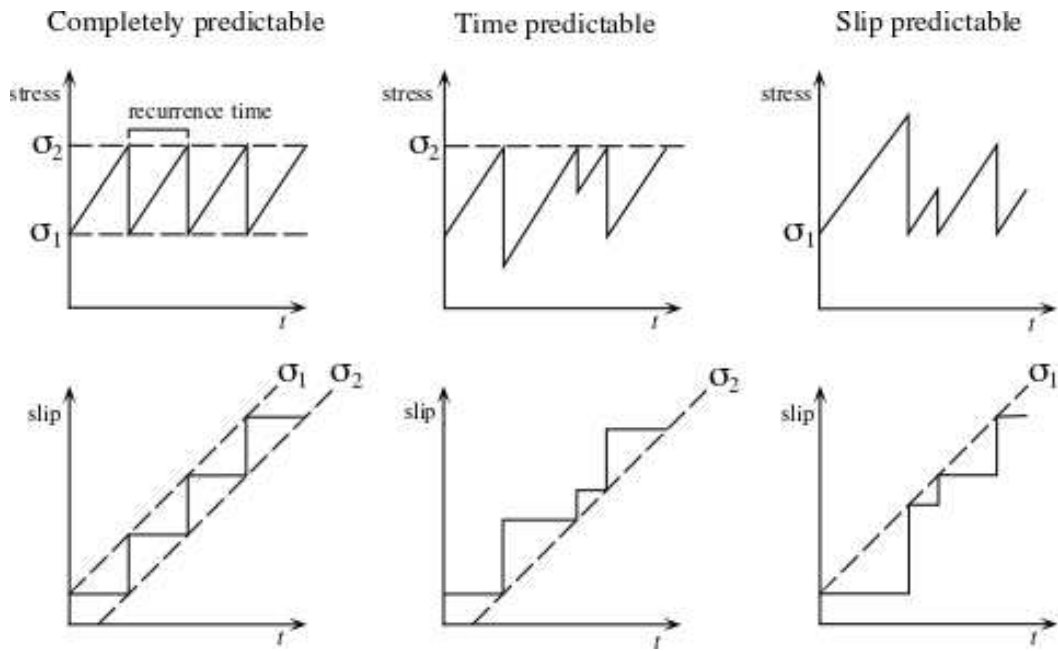 Completely predictable
Time predictable
Slip predictable
stress
recurrence time
σ2
σ1
t
stress
σ2
t
stress
σ1
t
slip
σ1
σ2
t
slip
σ2
t
slip
σ1
t